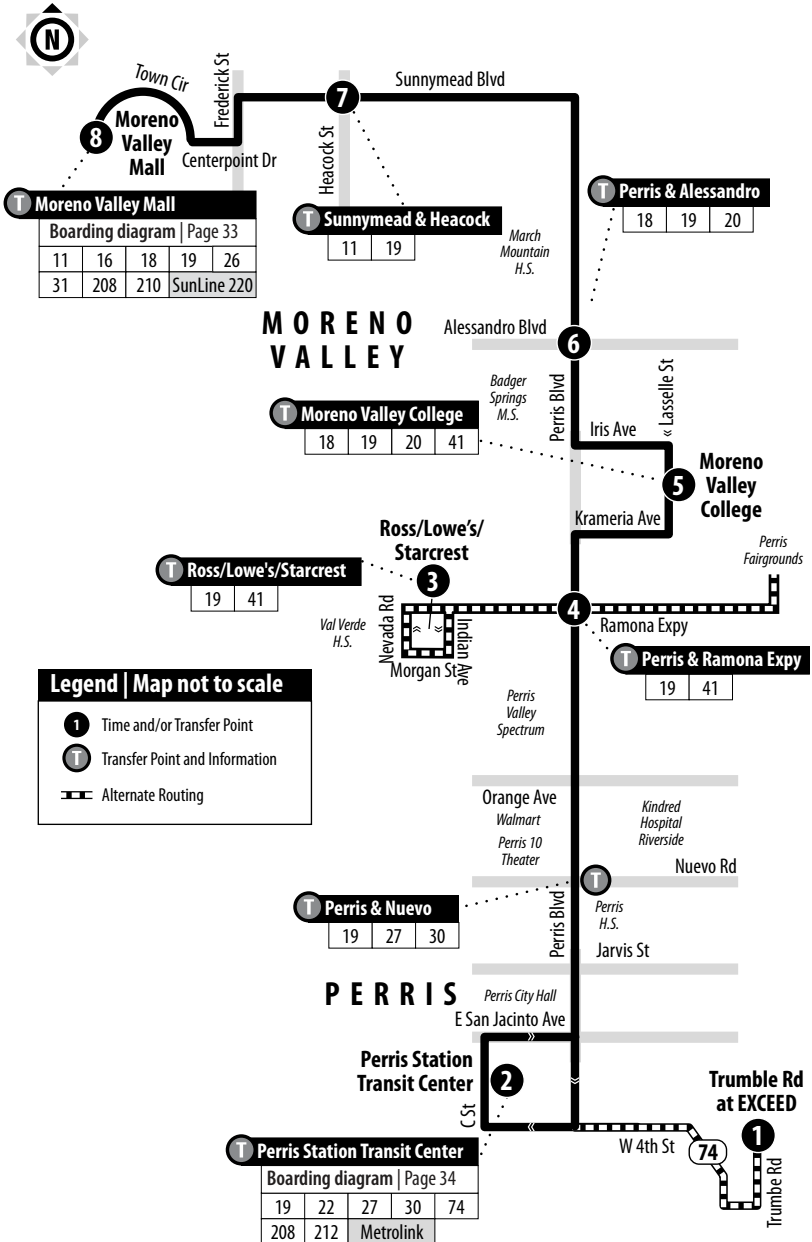 N
Town Cir
Frederick St
Sunnymead Blvd
7
8
Moreno
Valley
Mall
Centerpoint Dr
Heacock St
T Moreno Valley Mall
Boarding diagram | Page 33
11 16 18 19 26
31 208 210 SunLine 220
T Sunnymead & Heacock
11 19
T Perris & Alessandro
18 19 20
March
Mountain
H.S.
MORENO
VALLEY
Alessandro Blvd
6
Badger
Springs
M.S.
Perris Blvd
« Lasselle St
Iris Ave
T Moreno Valley College
18 19 20 41
5
Moreno
Valley
College
Krameria Ave
Ross/Lowe's/
Starcrest
3
Perris
Fairgrounds
T Ross/Lowe's/Starcrest
19 41
4
Val Verde
H.S.
Nevada Rd
Indian Ave
Morgan St
Ramona Expy
T Perris & Ramona Expy
19 41
Legend | Map not to scale
1 Time and/or Transfer Point
T Transfer Point and Information
Alternate Routing
Perris
Valley
Spectrum
Orange Ave
Walmart
Perris 10
Theater
Kindred
Hospital
Riverside
Nuevo Rd
T
T Perris & Nuevo
19 27 30
Perris Blvd
Perris
H.S.
Jarvis St
PERRIS
Perris City Hall
E San Jacinto Ave
Perris Station
Transit Center
2
C St
Trumble Rd
at EXCEED
1
W 4th St
74
Trumbe Rd
T Perris Station Transit Center
Boarding diagram | Page 34
19 22 27 30 74
208 212 Metrolink